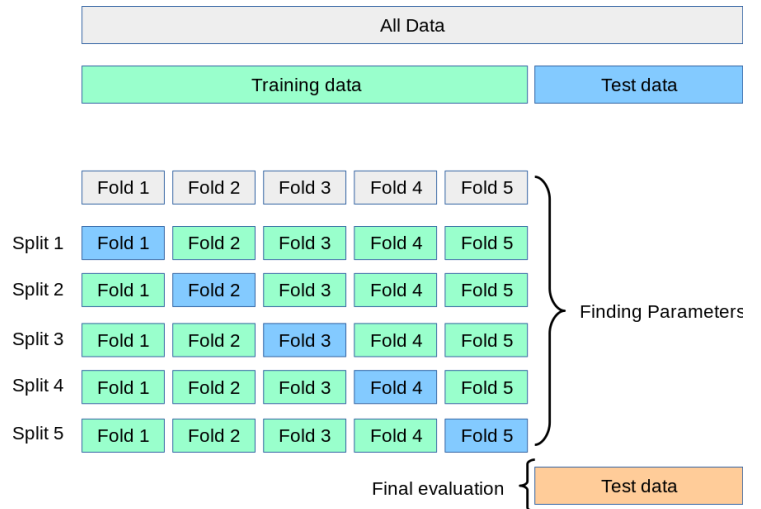 All Data
Training data Test data
Fold 1 Fold 2 Fold 3 Fold 4 Fold 5
Split 1 Fold 1 Fold 2 Fold 3 Fold 4 Fold 5
Split 2 Fold 1 Fold 2 Fold 3 Fold 4 Fold 5
Finding Parameters
Split 3 Fold 1 Fold 2 Fold 3 Fold 4 Fold 5
Split 4 Fold 1 Fold 2 Fold 3 Fold 4 Fold 5
Split 5 Fold 1 Fold 2 Fold 3 Fold 4 Fold 5
Final evaluation Test data